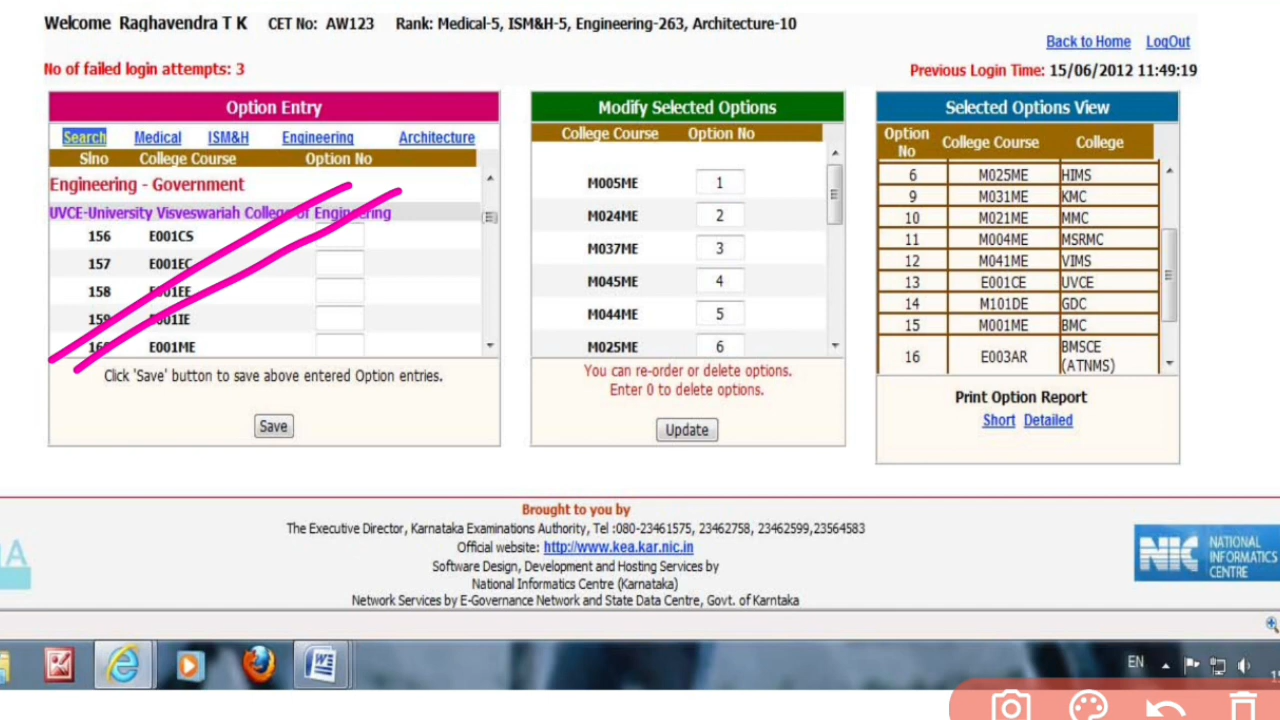 Welcome Raghavendra T K CET No: AW123 Rank: Medical-5, ISM&H-5, Engineering-263, Architecture-10
Back to Home LogOut
No of failed login attempts: 3
Previous Login Time: 15/06/2012 11:49:19
Option Entry
Search Medical ISM&H Engineering Architecture
Slno College Course Option No
Engineering - Government
UVCE-University Visveswariah College of Engineering
156 E001CS
157 E001EC
158 E001EE
159 E001IE
160 E001ME
Click 'Save' button to save above entered Option entries.
Save
Modify Selected Options
College Course Option No
M005ME 1
M024ME 2
M037ME 3
M045ME 4
M044ME 5
M025ME 6
You can re-order or delete options.
Enter 0 to delete options.
Update
Selected Options View
Option No College Course College
6 M025ME HIMS
9 M031ME KMC
10 M021ME MMC
11 M004ME MSRMC
12 M041ME VIMS
13 E001CE UVCE
14 M101DE GDC
15 M001ME BMC
16 E003AR BMSCE (ATNMS)
Print Option Report
Short Detailed
Brought to you by
The Executive Director, Karnataka Examinations Authority, Tel :080-23461575, 23462758, 23462599,23564583
Official website: http://www.kea.kar.nic.in
Software Design, Development and Hosting Services by
National Informatics Centre (Karnataka)
Network Services by E-Governance Network and State Data Centre, Govt. of Karntaka
A
NIC NATIONAL INFORMATICS CENTRE
EN